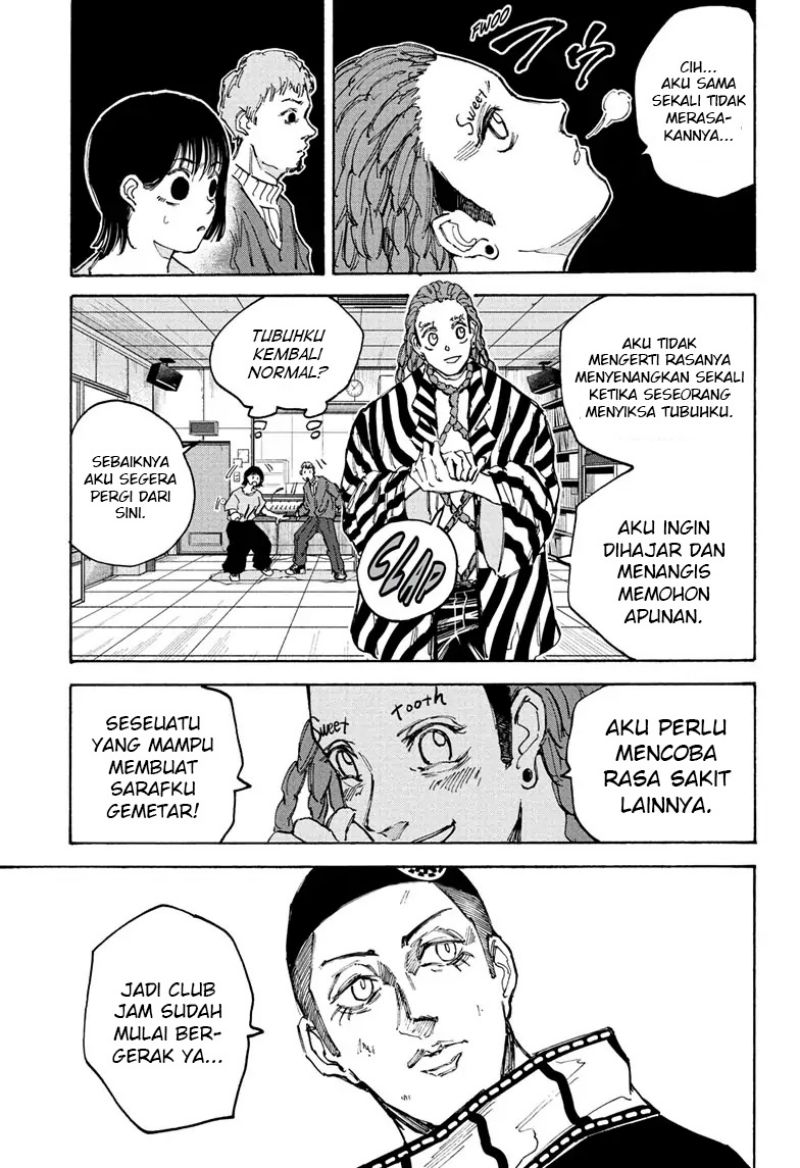 CIH...
AKU SAMA
SEKALI TIDAK
MERASA-
KANNYA...
FWOO
フゥ
Sweet
TUBUHKU
KEMBALI
NORMAL?
AKU TIDAK
MENGERTI RASANYA
MENYENANGKAN SEKALI
KETIKA SESEORANG
MENYIKSA TUBUHKU.
SEBAIKNYA
AKU SEGERA
PERGI DARI
SINI.
AKU INGIN
DIHAJAR DAN
MENANGIS
MEMOHON
APUNAN.
CLAP
Sweet tooth
AKU PERLU
MENCOBA
RASA SAKIT
LAINNYA.
SESEUATU
YANG MAMPU
MEMBUAT
SARAFKU
GEMETAR!
JADI CLUB
JAM SUDAH
MULAI BER-
GERAK YA...